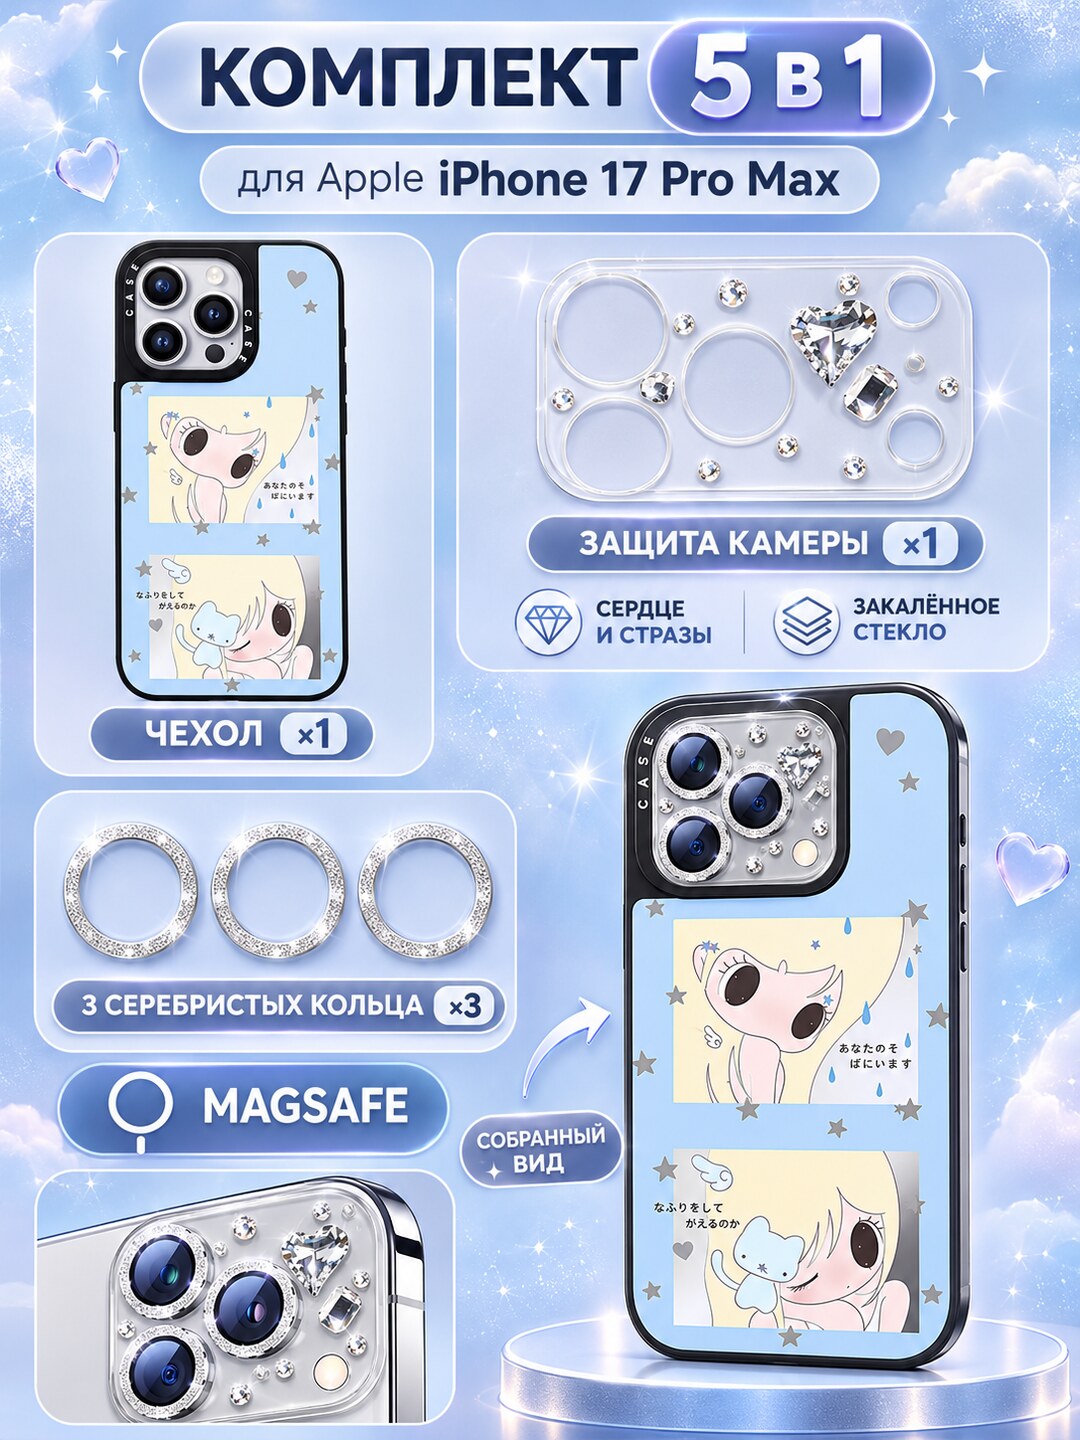 КОМПЛЕКТ 5 В 1
для Apple iPhone 17 Pro Max
CASE
CASE
あなたのそ
ばにいます
なふりをして
がえるのか
ЧЕХОЛ ×1
ЗАЩИТА КАМЕРЫ ×1
СЕРДЦЕ
И СТРАЗЫ
ЗАКАЛЁННОЕ
СТЕКЛО
3 СЕРЕБРИСТЫХ КОЛЬЦА ×3
MAGSAFE
СОБРАННЫЙ
ВИД
CASE
あなたのそ
ばにいます
なふりをして
がえるのか